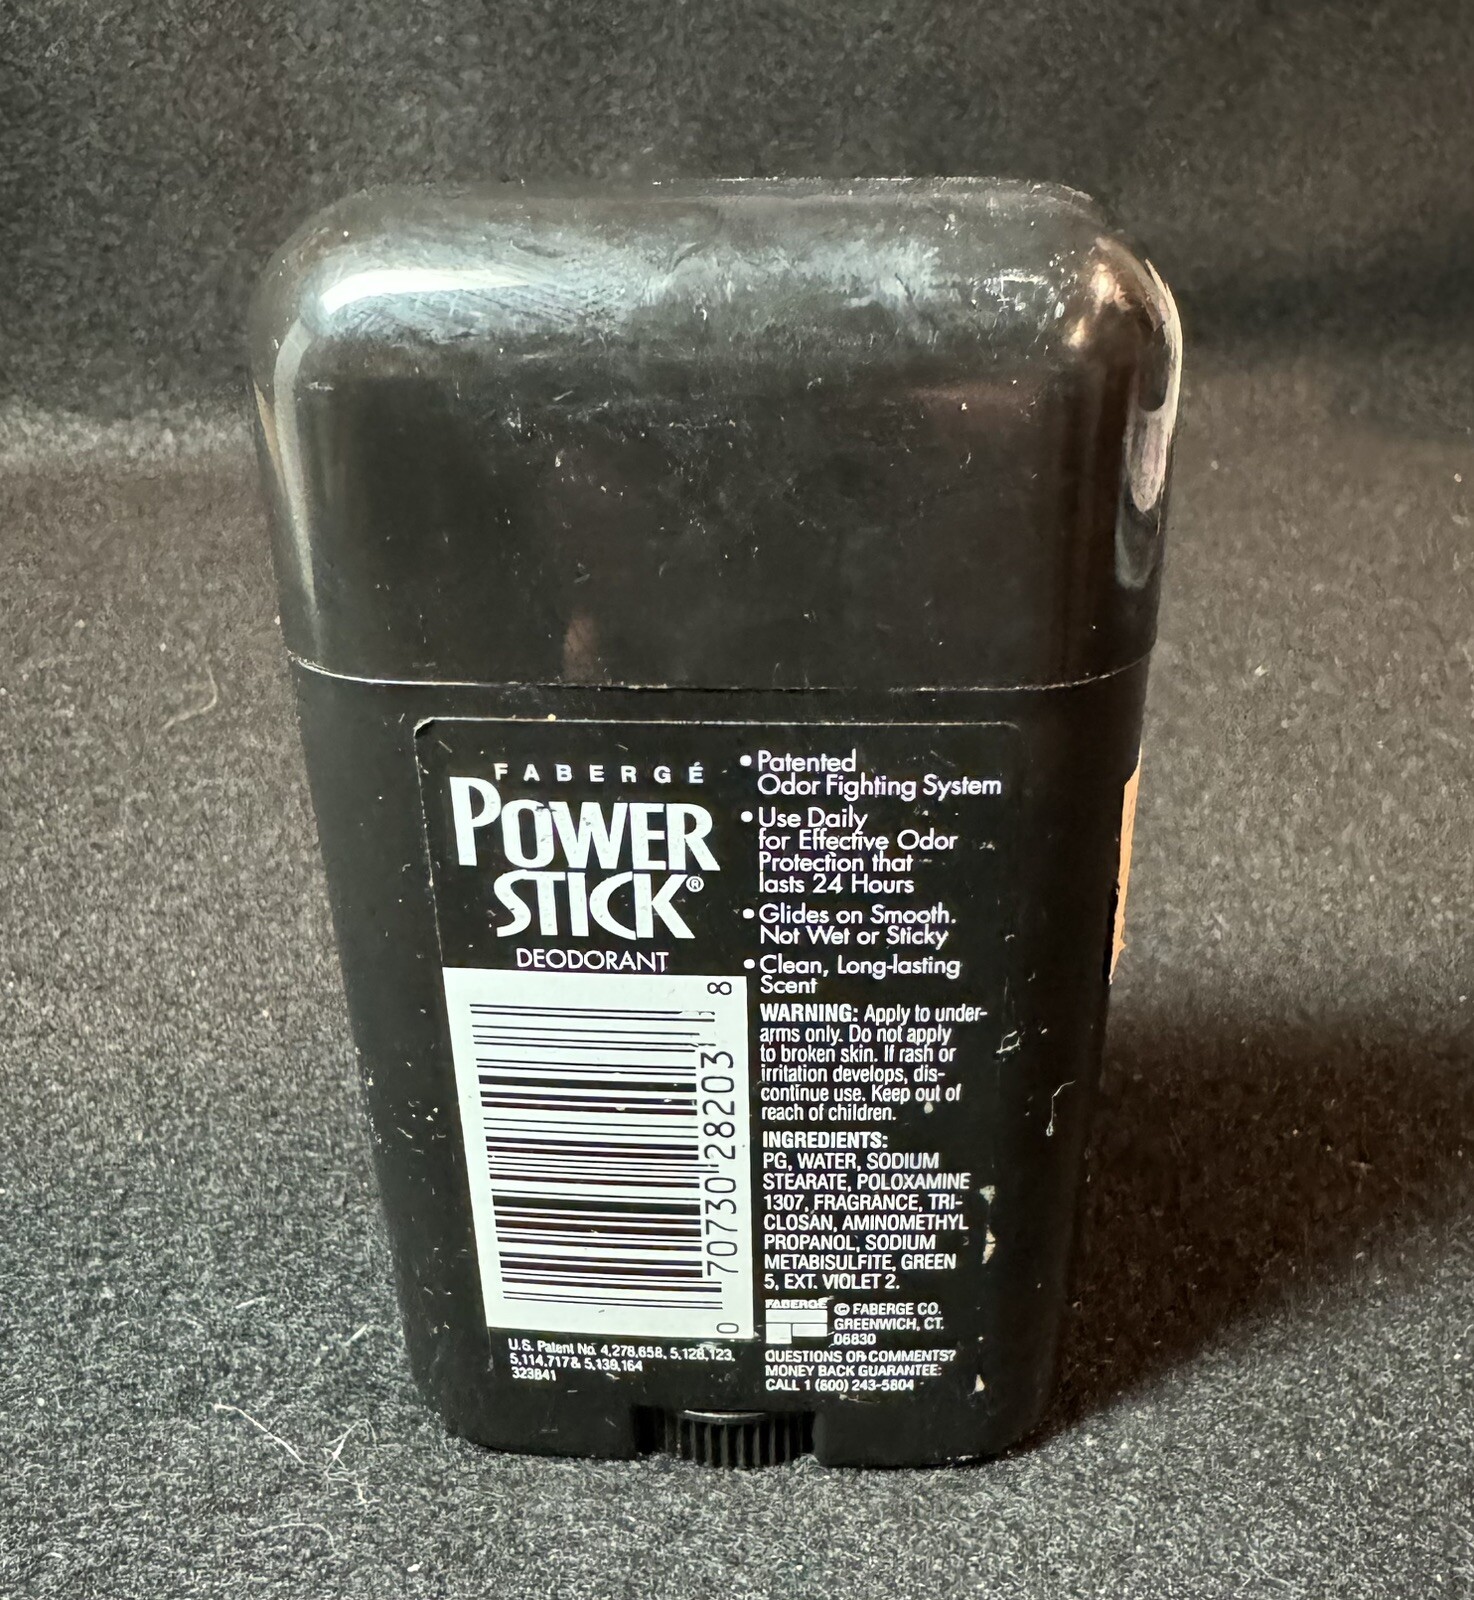 FABERGÉ
POWER
STICK®
DEODORANT
• Patented
Odor Fighting System
• Use Daily
for Effective Odor
Protection that
lasts 24 Hours
• Glides on Smooth.
Not Wet or Sticky
• Clean, Long-lasting
Scent
WARNING: Apply to under-
arms only. Do not apply
to broken skin. If rash or
irritation develops, dis-
continue use. Keep out of
reach of children.
INGREDIENTS:
PG, WATER, SODIUM
STEARATE, POLOXAMINE
1307, FRAGRANCE, TRI-
CLOSAN, AMINOMETHYL
PROPANOL, SODIUM
METABISULFITE, GREEN
5, EXT. VIOLET 2.
FABERGÉ
© FABERGE CO.
GREENWICH, CT.
06830
QUESTIONS OR COMMENTS?
MONEY BACK GUARANTEE:
CALL 1 (800) 243-5804
0 70730 28203 8
U.S. Patent No. 4,278,658, 5,128,123,
5,114,717 & 5,139,164
323B41